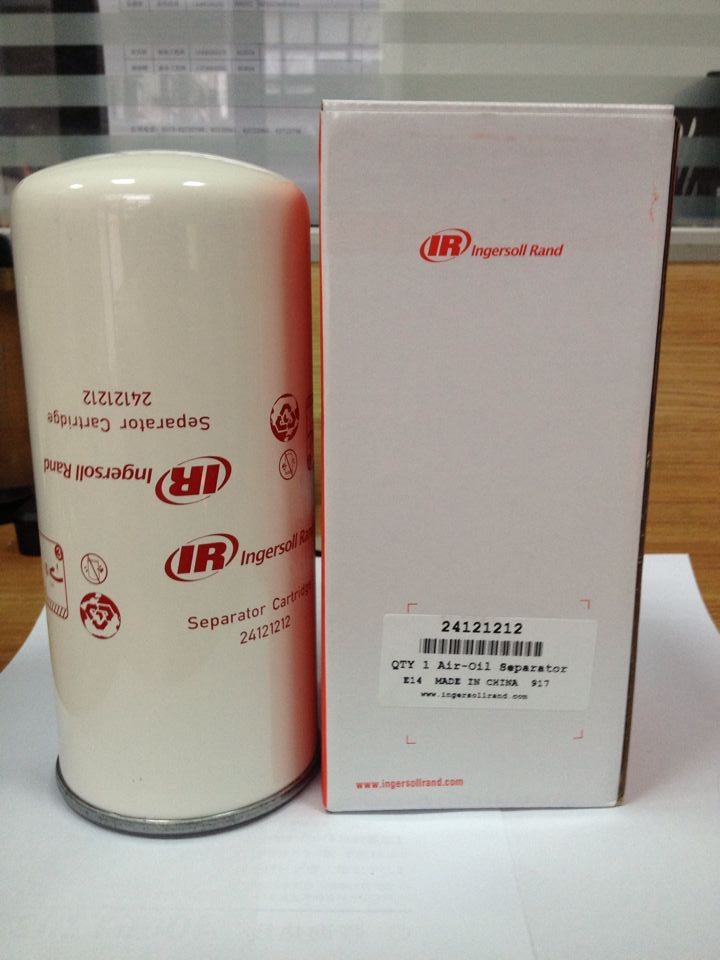 Separator Cartridge
24121212
IR Ingersoll Rand
IR Ingersoll
Separator Cartridge
24121212
3
IR Ingersoll Rand
24121212
QTY 1 Air-Oil Separator
E14 MADE IN CHINA 917
www.ingersollrand.com
www.ingersollrand.com